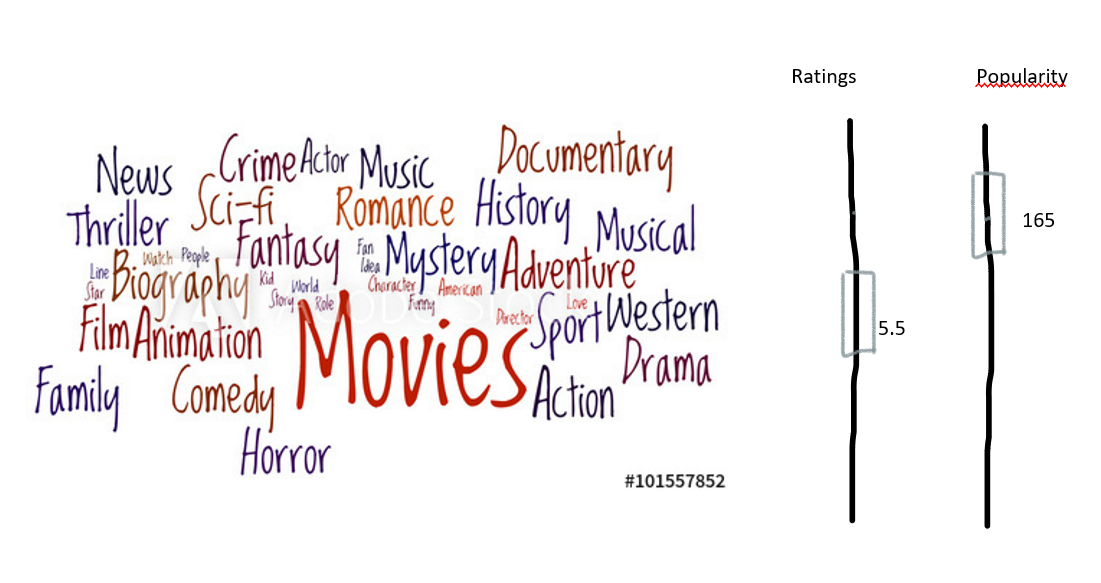 Ratings
Popularity
Documentary
Crime
Actor
Music
News
Sci-fi
Romance
History
Thriller
Musical
Fantasy
Fan
Idea
Mystery
Adventure
Watch
People
Line
Biography
Kid
World
Star
Story
Role
Character
American
Funny
Love
Director
Sport
Western
Film
Animation
Movies
Drama
Family
Comedy
Action
Horror
165
5.5
#101557852